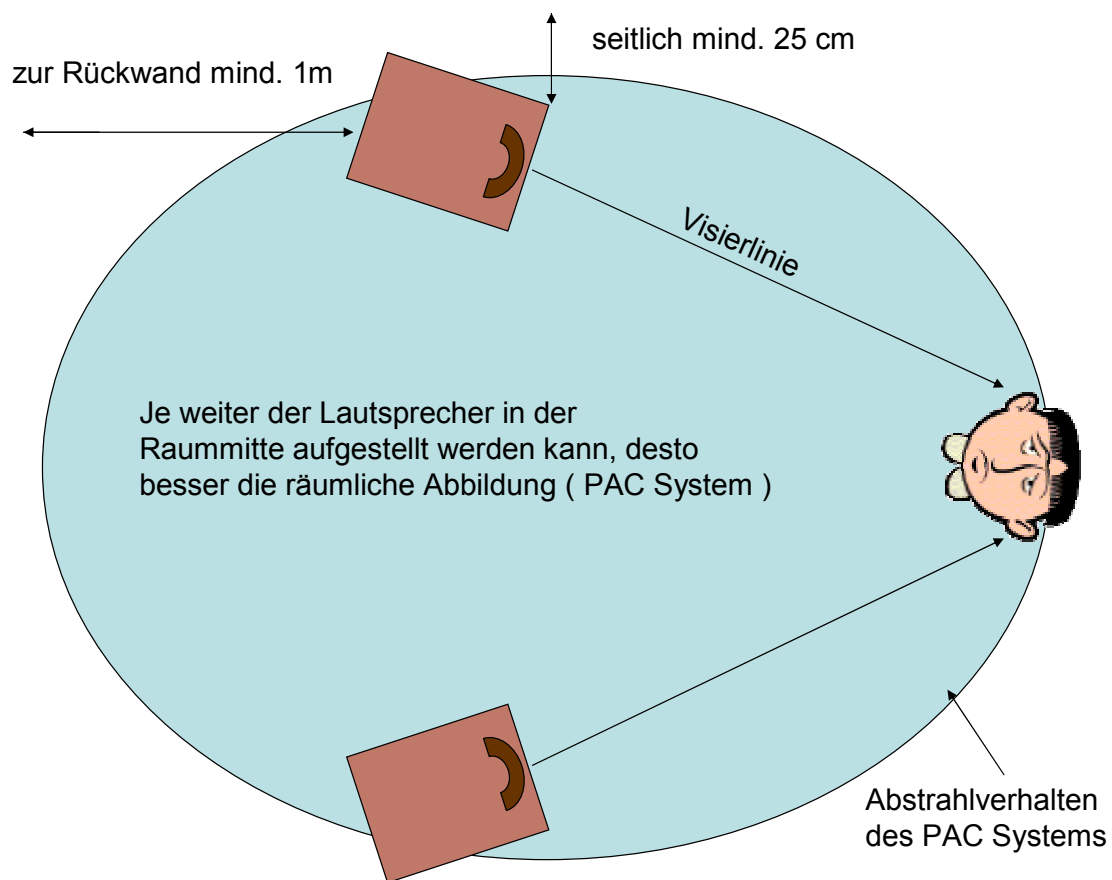 seitlich mind. 25 cm
zur Rückwand mind. 1m
Visierlinie
Je weiter der Lautsprecher in der
Raummitte aufgestellt werden kann, desto
besser die räumliche Abbildung ( PAC System )
Abstrahlverhalten
des PAC Systems